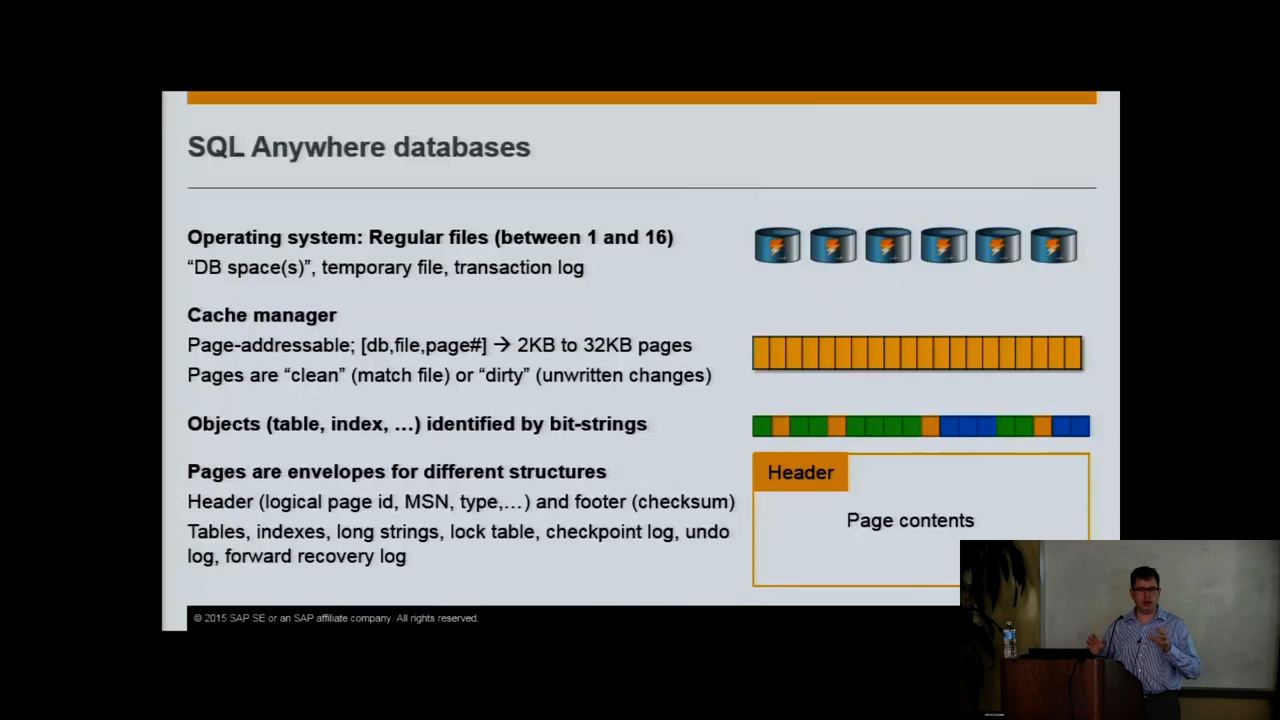 SQL Anywhere databases
Operating system: Regular files (between 1 and 16)
“DB space(s)”, temporary file, transaction log
Cache manager
Page-addressable; [db,file,page#] → 2KB to 32KB pages
Pages are “clean” (match file) or “dirty” (unwritten changes)
Objects (table, index, …) identified by bit-strings
Pages are envelopes for different structures
Header (logical page id, MSN, type,…) and footer (checksum)
Tables, indexes, long strings, lock table, checkpoint log, undo
log, forward recovery log
Header
Page contents
© 2015 SAP SE or an SAP affiliate company. All rights reserved.